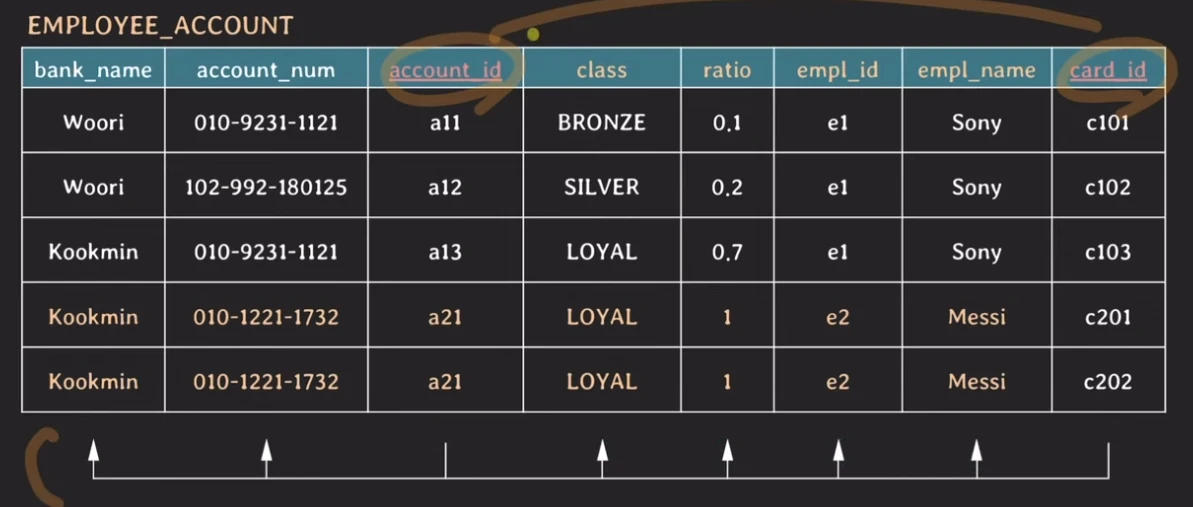 EMPLOYEE_ACCOUNT
bank_name account_num account_id class ratio empl_id empl_name card_id
Woori 010-9231-1121 a11 BRONZE 0.1 e1 Sony c101
Woori 102-992-180125 a12 SILVER 0.2 e1 Sony c102
Kookmin 010-9231-1121 a13 LOYAL 0.7 e1 Sony c103
Kookmin 010-1221-1732 a21 LOYAL 1 e2 Messi c201
Kookmin 010-1221-1732 a21 LOYAL 1 e2 Messi c202